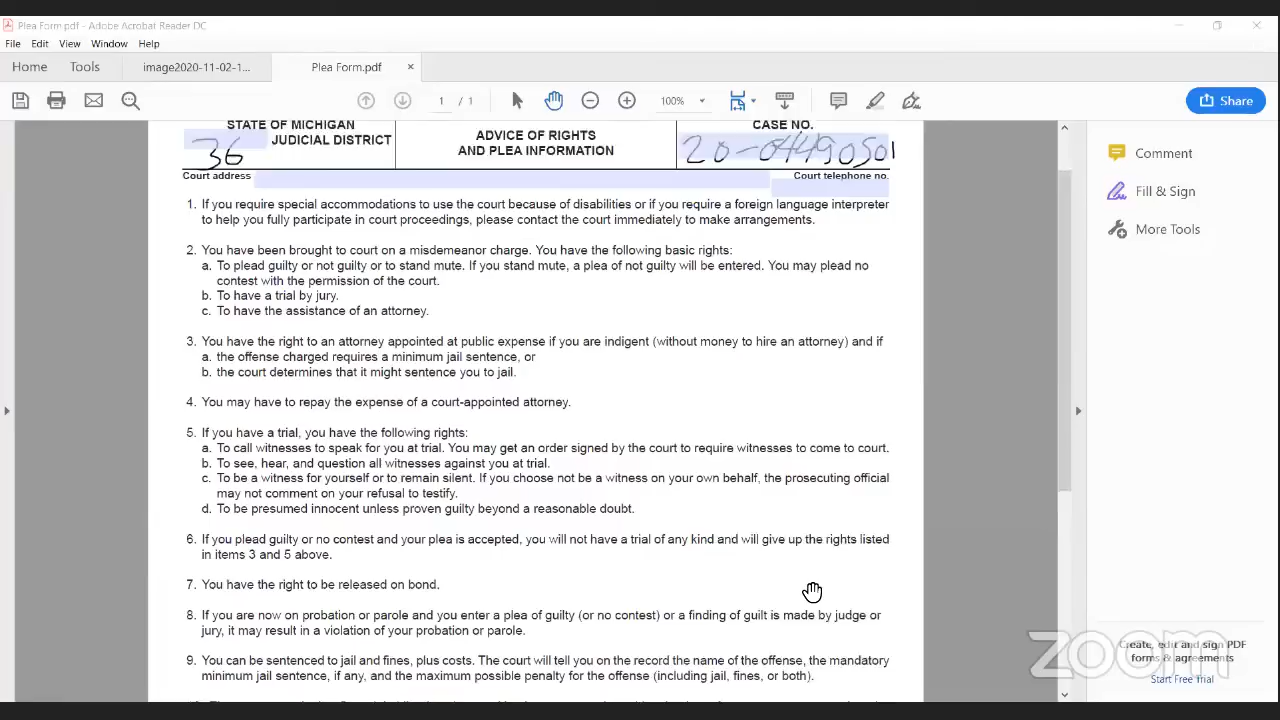 Plea Form.pdf - Adobe Acrobat Reader DC
File Edit View Window Help
Home Tools image2020-11-02-1... Plea Form.pdf ×
1 / 1 100% Share
STATE OF MICHIGAN
36 JUDICIAL DISTRICT
ADVICE OF RIGHTS
AND PLEA INFORMATION
CASE NO.
20-04490501
Court address Court telephone no.
1. If you require special accommodations to use the court because of disabilities or if you require a foreign language interpreter
to help you fully participate in court proceedings, please contact the court immediately to make arrangements.
2. You have been brought to court on a misdemeanor charge. You have the following basic rights:
a. To plead guilty or not guilty or to stand mute. If you stand mute, a plea of not guilty will be entered. You may plead no
contest with the permission of the court.
b. To have a trial by jury.
c. To have the assistance of an attorney.
3. You have the right to an attorney appointed at public expense if you are indigent (without money to hire an attorney) and if
a. the offense charged requires a minimum jail sentence, or
b. the court determines that it might sentence you to jail.
4. You may have to repay the expense of a court-appointed attorney.
5. If you have a trial, you have the following rights:
a. To call witnesses to speak for you at trial. You may get an order signed by the court to require witnesses to come to court.
b. To see, hear, and question all witnesses against you at trial.
c. To be a witness for yourself or to remain silent. If you choose not be a witness on your own behalf, the prosecuting official
may not comment on your refusal to testify.
d. To be presumed innocent unless proven guilty beyond a reasonable doubt.
6. If you plead guilty or no contest and your plea is accepted, you will not have a trial of any kind and will give up the rights listed
in items 3 and 5 above.
7. You have the right to be released on bond.
8. If you are now on probation or parole and you enter a plea of guilty (or no contest) or a finding of guilt is made by judge or
jury, it may result in a violation of your probation or parole.
9. You can be sentenced to jail and fines, plus costs. The court will tell you on the record the name of the offense, the mandatory
minimum jail sentence, if any, and the maximum possible penalty for the offense (including jail, fines, or both).
Comment
Fill & Sign
More Tools
Create, edit and sign PDF
forms & agreements
Start Free Trial
zoom